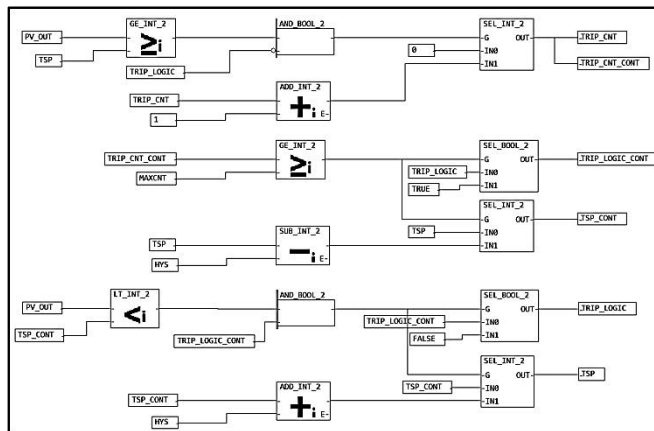 GE_INT_2
AND_BOOL_2
SEL_INT_2
PV_OUT
≥i
G OUT
TRIP_CNT
TSP
0
IN0
TRIP_LOGIC
IN1
TRIP_CNT_CONT
ADD_INT_2
TRIP_CNT
+i E-
1
GE_INT_2
SEL_BOOL_2
TRIP_CNT_CONT
≥i
G OUT
TRIP_LOGIC_CONT
MAXCNT
TRIP_LOGIC
IN0
TRUE
IN1
SEL_INT_2
SUB_INT_2
G OUT
TSP_CONT
TSP
-i E-
TSP
IN0
HYS
IN1
LT_INT_2
AND_BOOL_2
SEL_BOOL_2
PV_OUT
<i
G OUT
TRIP_LOGIC
TSP_CONT
TRIP_LOGIC_CONT
TRIP_LOGIC_CONT
IN0
FALSE
IN1
SEL_INT_2
ADD_INT_2
G OUT
TSP
TSP_CONT
+i E-
TSP_CONT
IN0
HYS
IN1